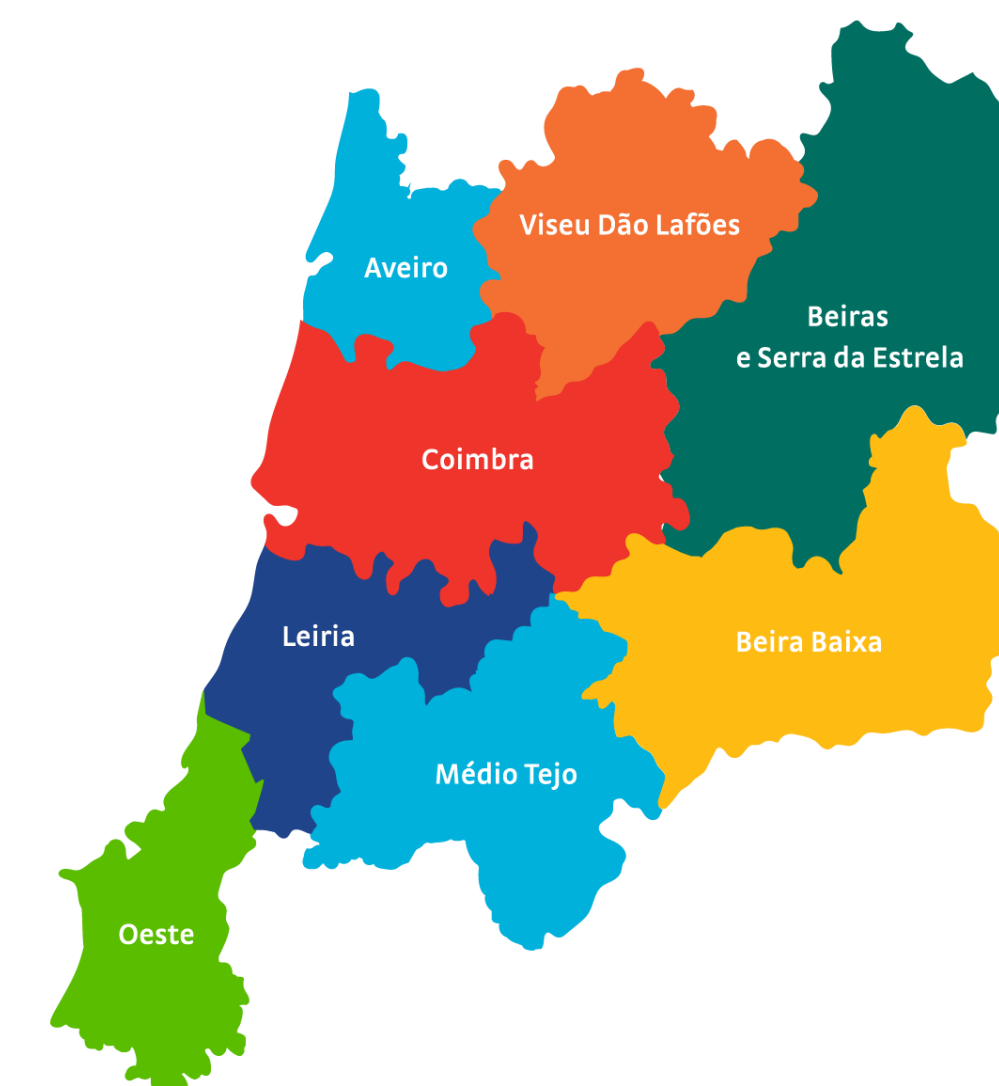 Viseu Dão Lafões
Aveiro
Beiras
e Serra da Estrela
Coimbra
Leiria
Beira Baixa
Médio Tejo
Oeste